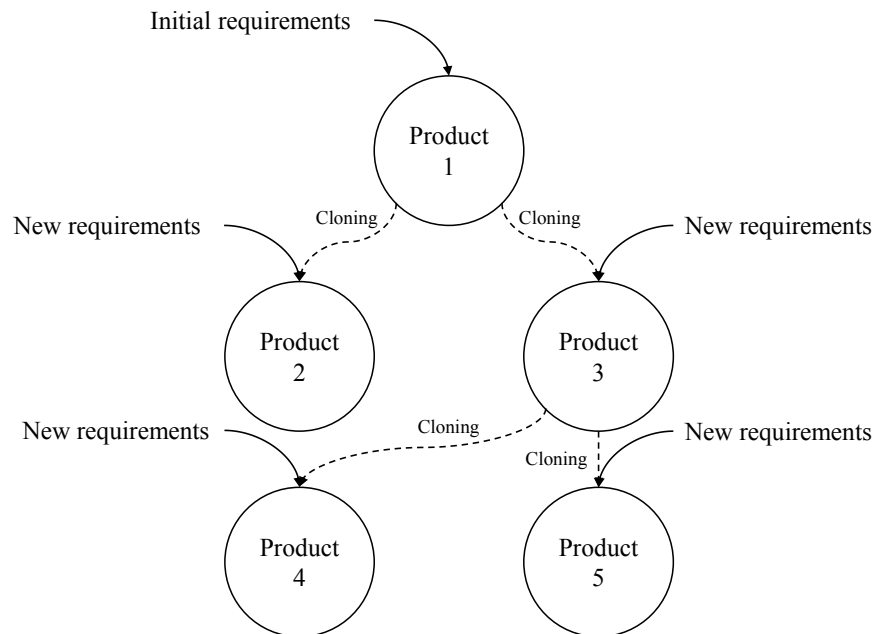 Initial requirements
Product
1
Cloning
Cloning
New requirements
New requirements
Product
2
Product
3
Cloning
New requirements
New requirements
Cloning
Product
4
Product
5